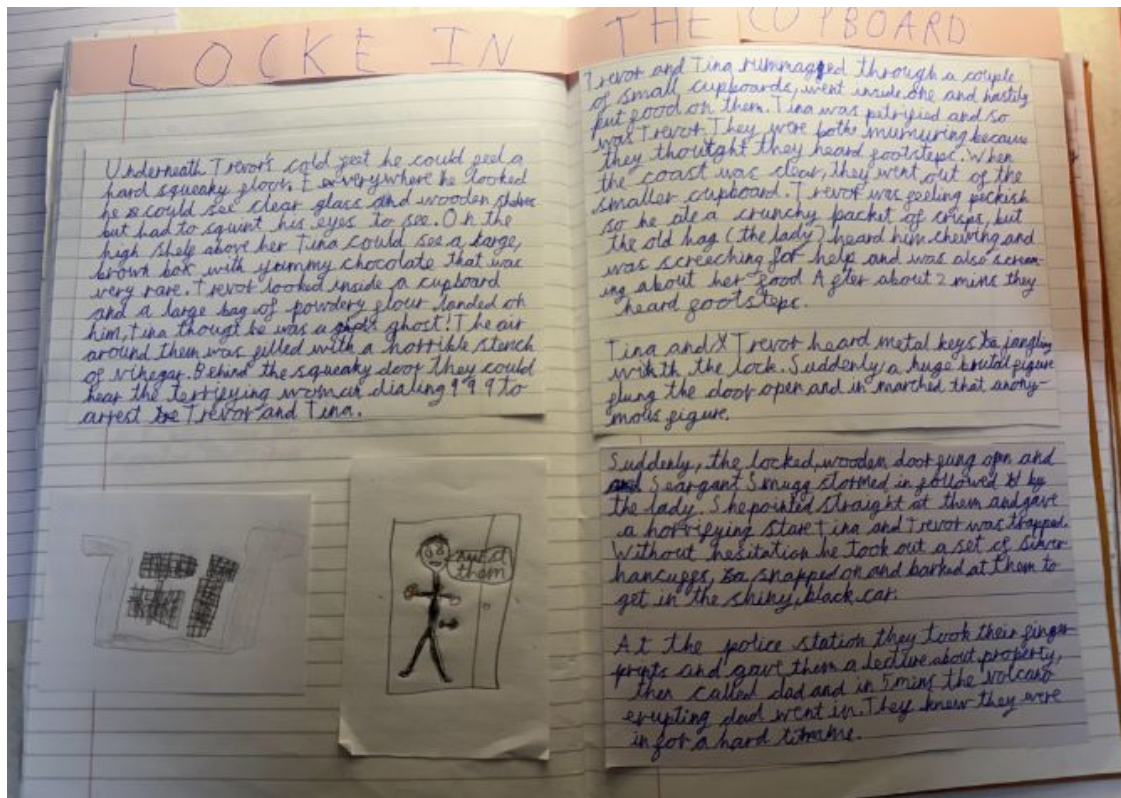 LOCKE IN THE CUPBOARD
Underneath Trevor's cold feet he could feel a
hard squeaky floor. Everywhere he looked
he could see clear glass and wooden shelves
but had to squint his eyes to see. On the
high shelf above her Tina could see a large,
brown box with yummy chocolate that was
very rare. Trevor looked inside a cupboard
and a large bag of powdery flour landed on
him, Tina thought he was a ghost! The air
around them was filled with a horrible stench
of vinegar. Behind the squeaky door they could
hear the terrifying woman dialing 999 to
arrest Trevor and Tina.
arrest
them
Trevor and Tina rummaged through a couple
of small cupboards, went inside one and hastily
put food on them. Tina was petrified and so
was Trevor. They were both mumuring because
they thoutght they heard footsteps. When
the coast was clear, they went out of the
smaller cupboard. Trevor was feeling pickish
so he ate a crunchy packet of crisps, but
the old hag (the lady) heard him chewing and
was screeching for help and was also scream-
ing about her food After about 2 mins they
heard footsteps.
Tina and Trevor heard metal keys jangling
with the lock. Suddenly a huge brutal figure
flung the door open and in marched that anony-
mous figure.
Suddenly, the locked, wooden door fung open and
Seargant Smugg stormed in followed by
the lady. She pointed straight at them and gave
a horrifying stare Tina and Trevor was trapped.
Without hesitation he took out a set of silver
hancuffs, snapped on and barked at them to
get in the shiny, black car.
At the police station they took their finger
prints and gave them a lecture about property,
then called dad and in 5 mins the volcano
erupting dad went in. They knew they were
in for a hard